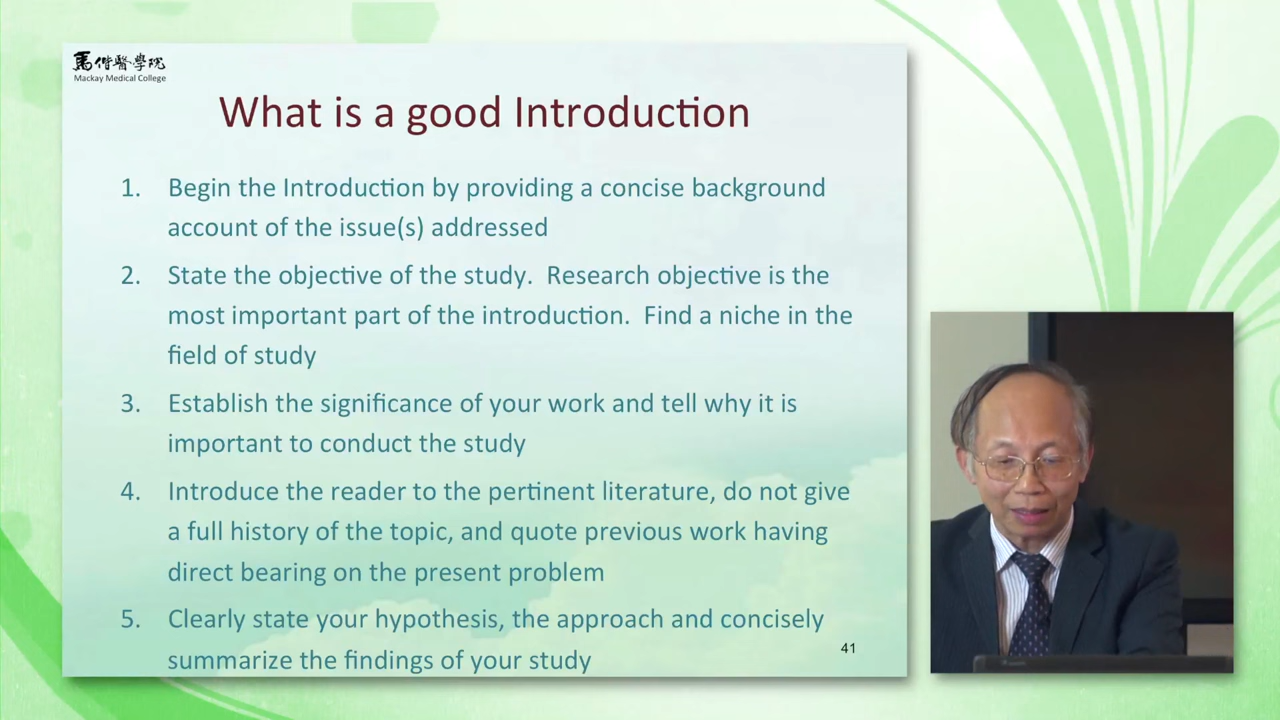 馬偕醫學院
Mackay Medical College
What is a good Introduction
1. Begin the Introduction by providing a concise background
account of the issue(s) addressed
2. State the objective of the study.  Research objective is the
most important part of the introduction.  Find a niche in the
field of study
3. Establish the significance of your work and tell why it is
important to conduct the study
4. Introduce the reader to the pertinent literature, do not give
a full history of the topic, and quote previous work having
direct bearing on the present problem
5. Clearly state your hypothesis, the approach and concisely
summarize the findings of your study
41